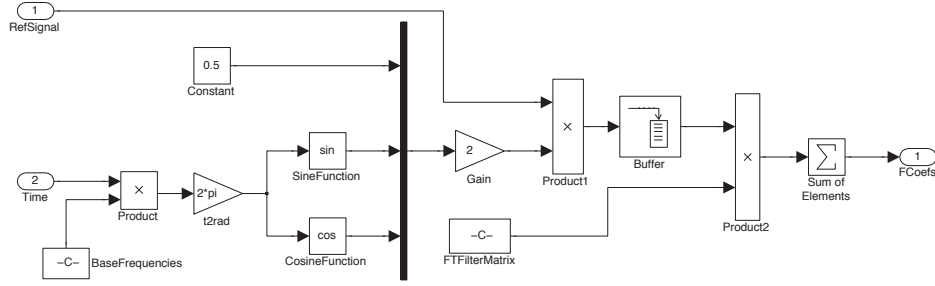 1
RefSignal
0.5
Constant
sin
SineFunction
2
Time
×
Product
2*pi
t2rad
cos
CosineFunction
−C−
BaseFrequencies
2
Gain
×
Product1
Buffer
−C−
FTFilterMatrix
×
Product2
∑
Sum of
Elements
1
FCoefs